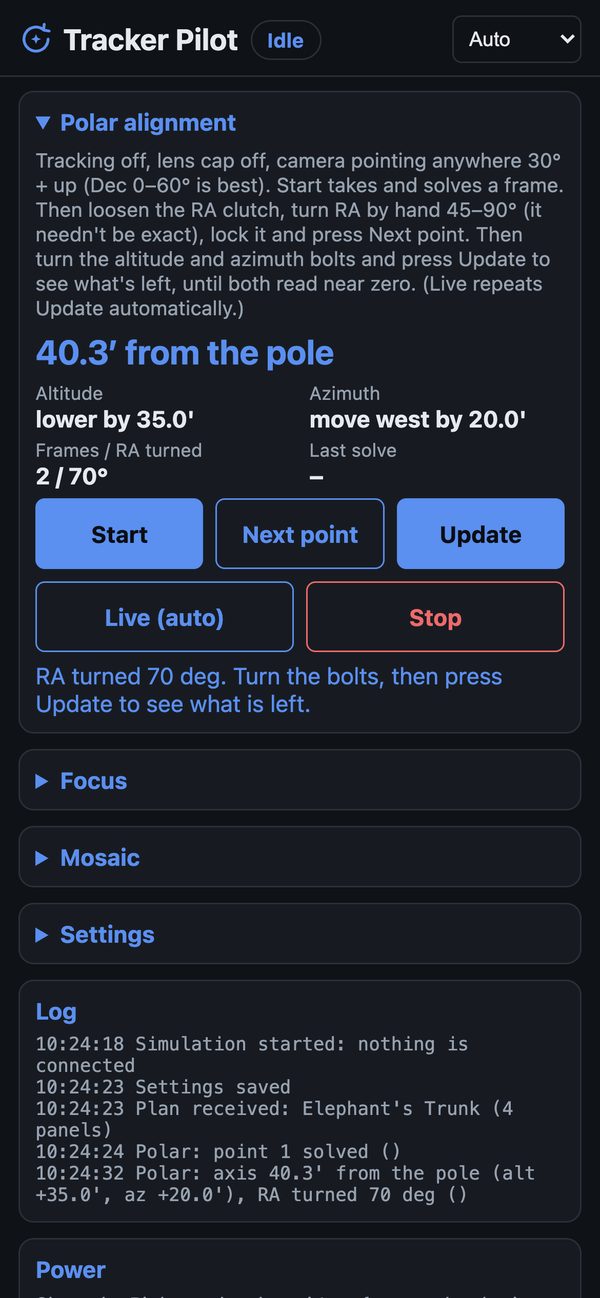 Tracker Pilot Idle Auto
Polar alignment
Tracking off, lens cap off, camera pointing anywhere 30°
+ up (Dec 0–60° is best). Start takes and solves a frame.
Then loosen the RA clutch, turn RA by hand 45–90° (it
needn't be exact), lock it and press Next point. Then
turn the altitude and azimuth bolts and press Update to
see what's left, until both read near zero. (Live repeats
Update automatically.)
40.3′ from the pole
Altitude Azimuth
lower by 35.0' move west by 20.0'
Frames / RA turned Last solve
2 / 70° –
Start Next point Update
Live (auto) Stop
RA turned 70 deg. Turn the bolts, then press
Update to see what is left.
Focus
Mosaic
Settings
Log
10:24:18 Simulation started: nothing is
connected
10:24:23 Settings saved
10:24:23 Plan received: Elephant's Trunk (4
panels)
10:24:24 Polar: point 1 solved ()
10:24:32 Polar: axis 40.3' from the pole (alt
+35.0', az +20.0'), RA turned 70 deg ()
Power